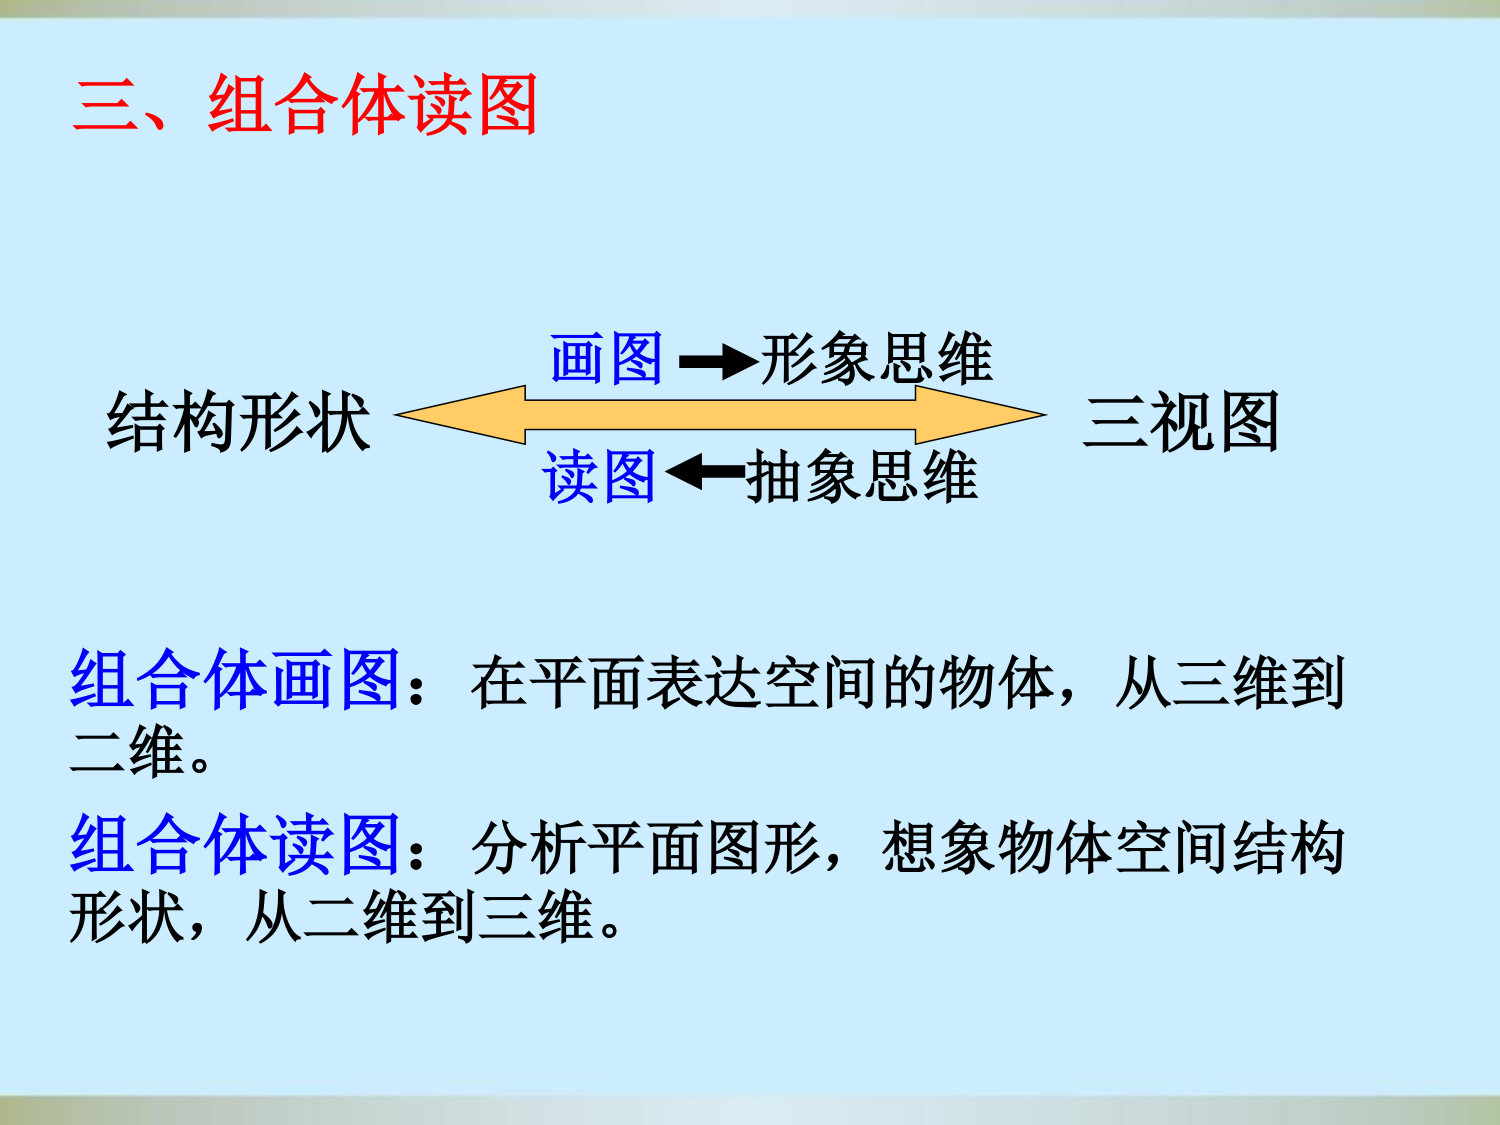 三、组合体读图
画图 形象思维
结构形状 三视图
读图 抽象思维
组合体画图：在平面表达空间的物体，从三维到
二维。
组合体读图：分析平面图形，想象物体空间结构
形状，从二维到三维。